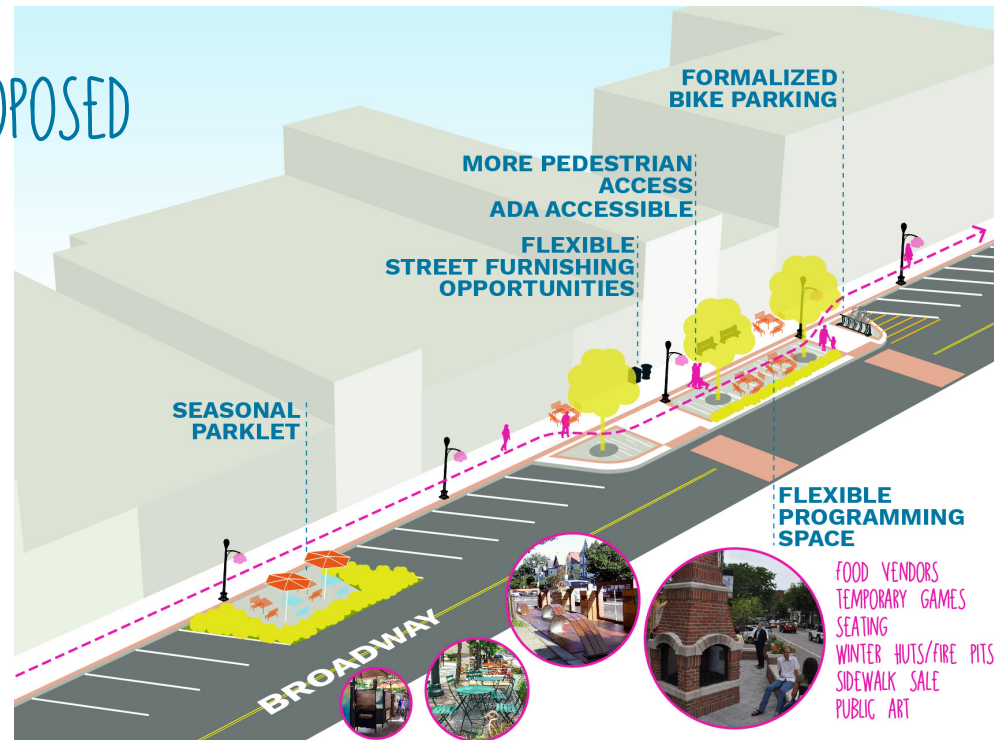 OPOSED
FORMALIZED
BIKE PARKING
MORE PEDESTRIAN
ACCESS
ADA ACCESSIBLE
FLEXIBLE
STREET FURNISHING
OPPORTUNITIES
SEASONAL
PARKLET
FLEXIBLE
PROGRAMMING
SPACE
FOOD VENDORS
TEMPORARY GAMES
SEATING
WINTER HUTS/FIRE PITS
SIDEWALK SALE
PUBLIC ART
BROADWAY